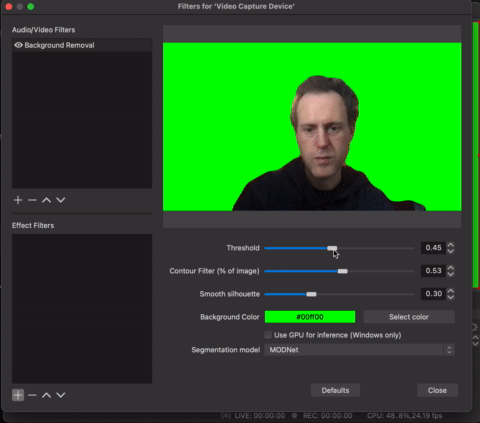 Filters for 'Video Capture Device'
Audio/Video Filters
Background Removal
Effect Filters
Threshold 0.45
Contour Filter (% of image) 0.53
Smooth silhouette 0.30
Background Color #00ff00 Select color
Use GPU for inference (Windows only)
Segmentation model MODNet
Defaults Close
LIVE: 00:00:00 REC: 00:00:00 CPU: 48.8%,24.19 fps